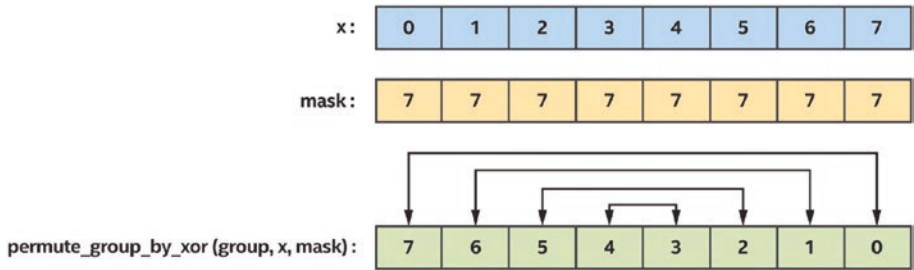 x: 0 1 2 3 4 5 6 7
mask: 7 7 7 7 7 7 7 7
permute_group_by_xor (group, x, mask): 7 6 5 4 3 2 1 0